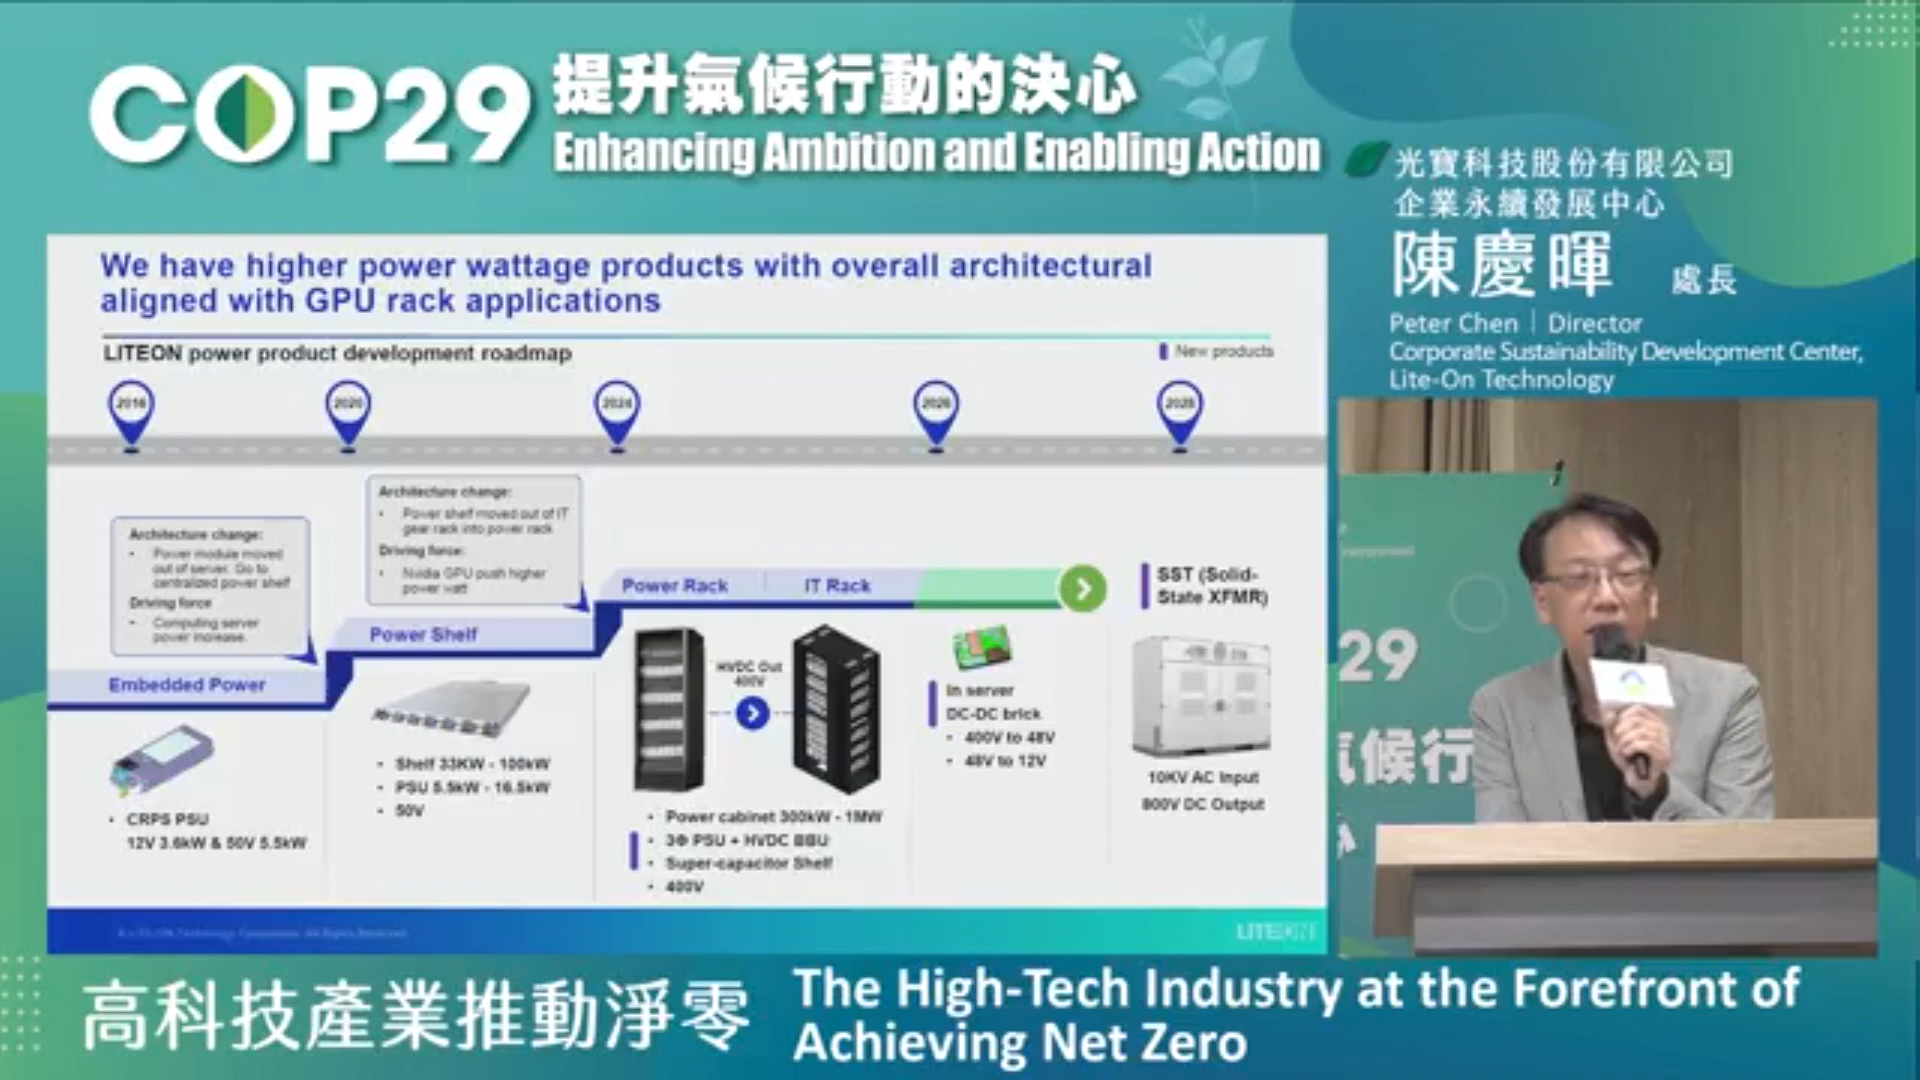 COP29
提升氣候行動的決心
Enhancing Ambition and Enabling Action
光寶科技股份有限公司
企業永續發展中心
陳慶暉 處長
Peter Chen | Director
Corporate Sustainability Development Center,
Lite-On Technology
We have higher power wattage products with overall architectural
aligned with GPU rack applications
LITEON power product development roadmap
New products
2016
2020
2024
2026
2028
Architecture change:
• Power module moved
out of server. Go to
centralized power shelf
Driving force
• Computing server
power increase.
Architecture change:
• Power shelf moved out of IT
gear rack into power rack
Driving force:
• Nvidia GPU push higher
power watt
Embedded Power
Power Shelf
Power Rack
IT Rack
SST (Solid-
State XFMR)
• CRPS PSU
12V 3.6kW & 50V 5.5kW
• Shelf 33KW - 100kW
• PSU 5.5kW - 16.5kW
• 50V
HVDC Out
400V
• Power cabinet 300kW - 1MW
• 3Φ PSU + HVDC BBU
• Super-capacitor Shelf
• 400V
In server
DC-DC brick
• 400V to 48V
• 48V to 12V
10KV AC Input
800V DC Output
LITEON
29
氣候行
高科技產業推動淨零
The High-Tech Industry at the Forefront of
Achieving Net Zero